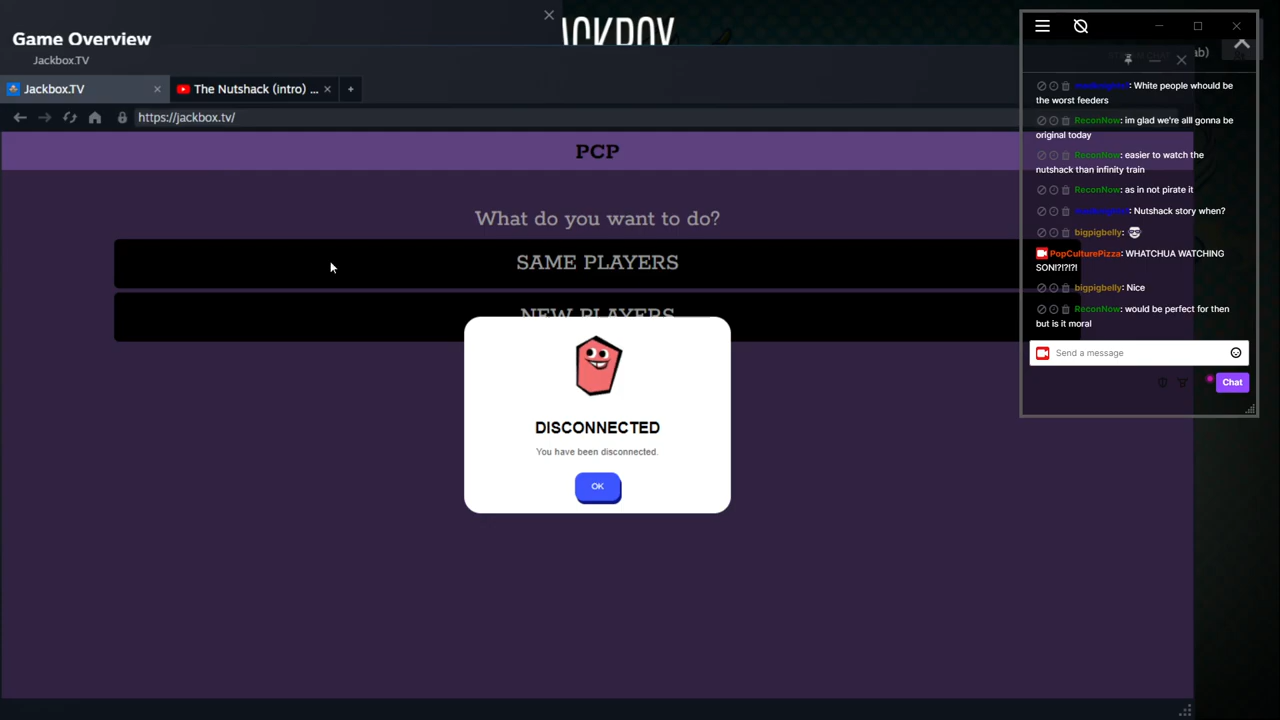 JACKBOX
Game Overview
Jackbox.TV
Jackbox.TV
The Nutshack (intro) ...
https://jackbox.tv/
PCP
What do you want to do?
SAME PLAYERS
NEW PLAYERS
DISCONNECTED
You have been disconnected.
OK
ab)
: White people whould be
the worst feeders
ReconNow: im glad we're alll gonna be
original today
ReconNow: easier to watch the
nutshack than infinity train
ReconNow: as in not pirate it
: Nutshack story when?
bigpigbelly:
PopCulturePizza: WHATCHUA WATCHING
SON!?!?!?!
bigpigbelly: Nice
ReconNow: would be perfect for then
but is it moral
Send a message
Chat